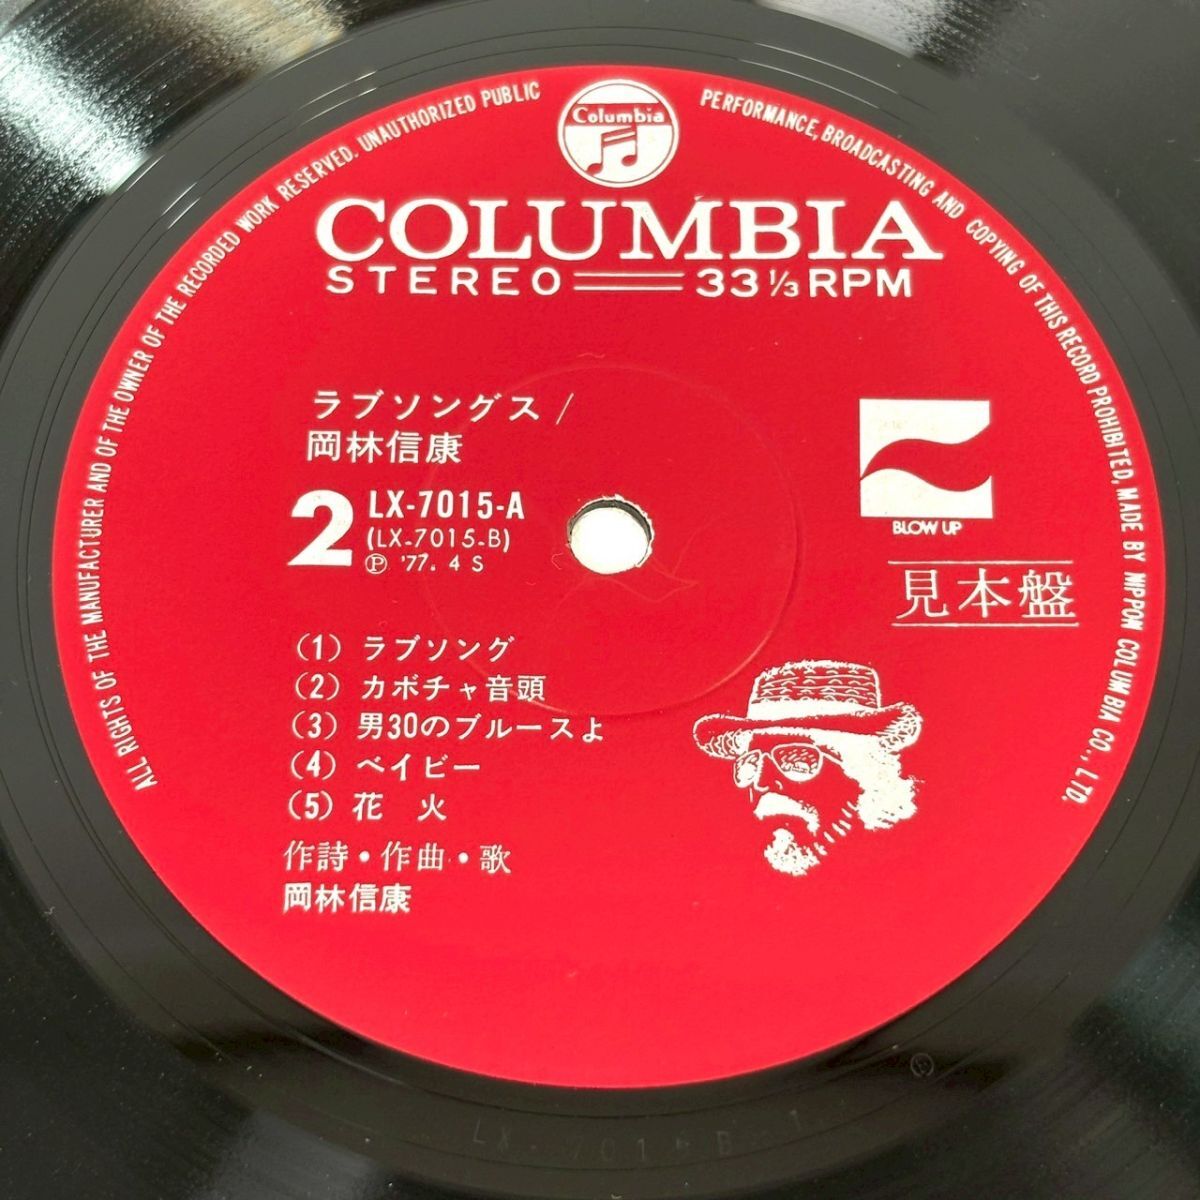 Columbia
ALL RIGHTS OF THE MANUFACTURER AND OF THE OWNER OF THE RECORDED WORK RESERVED. UNAUTHORIZED PUBLIC PERFORMANCE, BROADCASTING AND COPYING OF THIS RECORD PROHIBITED, MADE BY NIPPON COLUMBIA CO., LTD.
COLUMBIA
STEREO 33 1/3 RPM
ラブソングス/
岡林信康
2 LX-7015-A
(LX-7015-B)
Ⓟ '77. 4 S
BLOW UP
見本盤
(1) ラブソング
(2) カボチャ音頭
(3) 男30のブルースよ
(4) ベイビー
(5) 花 火
作詩・作曲・歌
岡林信康
Ⓟ